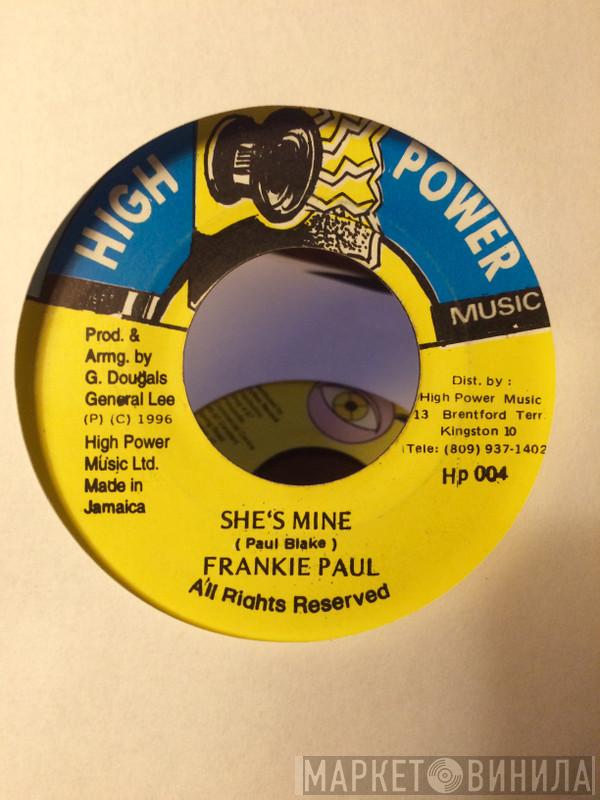 HIGH
POWER
MUSIC
Prod. &
Arrng. by
G. Dougals
General Lee
(P) (C) 1996
High Power
Music Ltd.
Made in
Jamaica
Dist. by :
High Power Music
13 Brentford Terr
Kingston 10
Tele: (809) 937-1402
Hp 004
SHE'S MINE
( Paul Blake )
FRANKIE PAUL
All Rights Reserved
МАРКЕТ ВИНИЛА